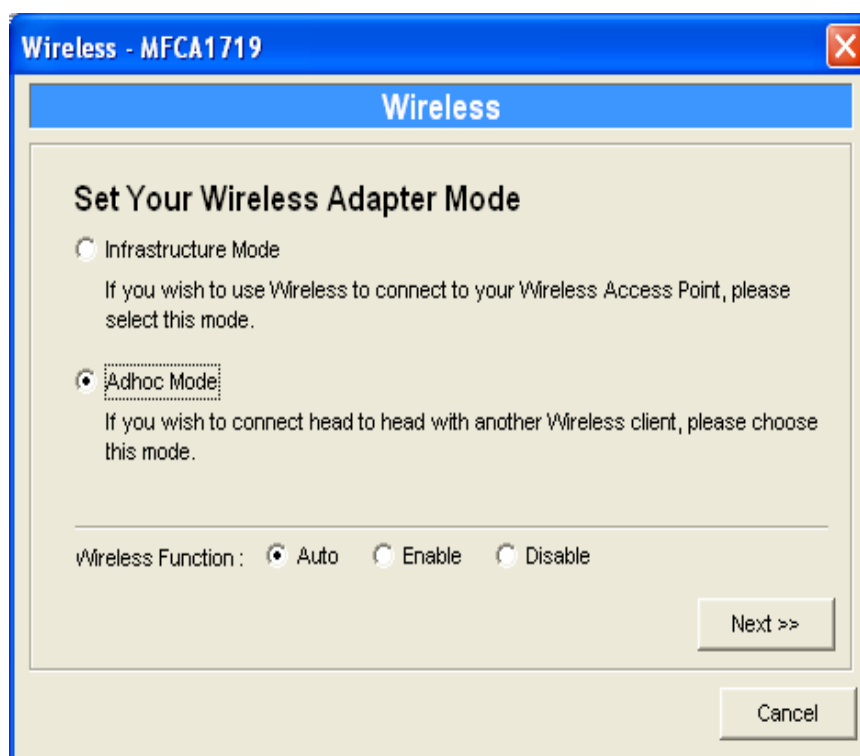 Wireless - MFCA1719
Wireless
Set Your Wireless Adapter Mode
Infrastructure Mode
If you wish to use Wireless to connect to your Wireless Access Point, please
select this mode.
Adhoc Mode
If you wish to connect head to head with another Wireless client, please choose
this mode.
Wireless Function : Auto Enable Disable
Next >>
Cancel